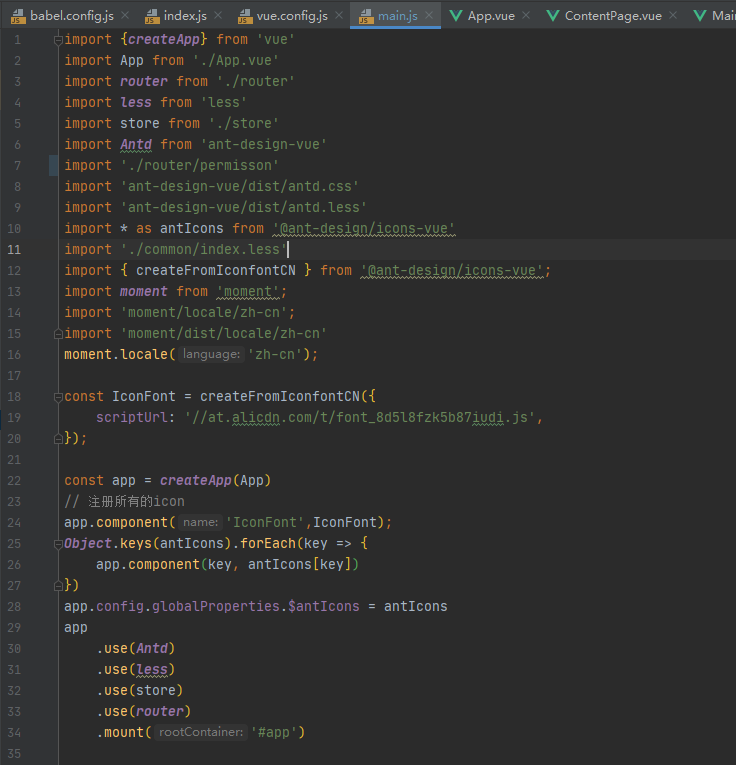 babel.config.js index.js vue.config.js main.js App.vue ContentPage.vue Mai
1 import {createApp} from 'vue'
2 import App from './App.vue'
3 import router from './router'
4 import less from 'less'
5 import store from './store'
6 import Antd from 'ant-design-vue'
7 import './router/permisson'
8 import 'ant-design-vue/dist/antd.css'
9 import 'ant-design-vue/dist/antd.less'
10 import * as antIcons from '@ant-design/icons-vue'
11 import './common/index.less'
12 import { createFromIconfontCN } from '@ant-design/icons-vue';
13 import moment from 'moment';
14 import 'moment/locale/zh-cn';
15 import 'moment/dist/locale/zh-cn'
16 moment.locale( language: 'zh-cn');
17
18 const IconFont = createFromIconfontCN({
19 scriptUrl: '//at.alicdn.com/t/font_8d5l8fzk5b87iudi.js',
20 });
21
22 const app = createApp(App)
23 // 注册所有的icon
24 app.component( name: 'IconFont',IconFont);
25 Object.keys(antIcons).forEach(key => {
26 app.component(key, antIcons[key])
27 })
28 app.config.globalProperties.$antIcons = antIcons
29 app
30 .use(Antd)
31 .use(less)
32 .use(store)
33 .use(router)
34 .mount( rootContainer: '#app')
35